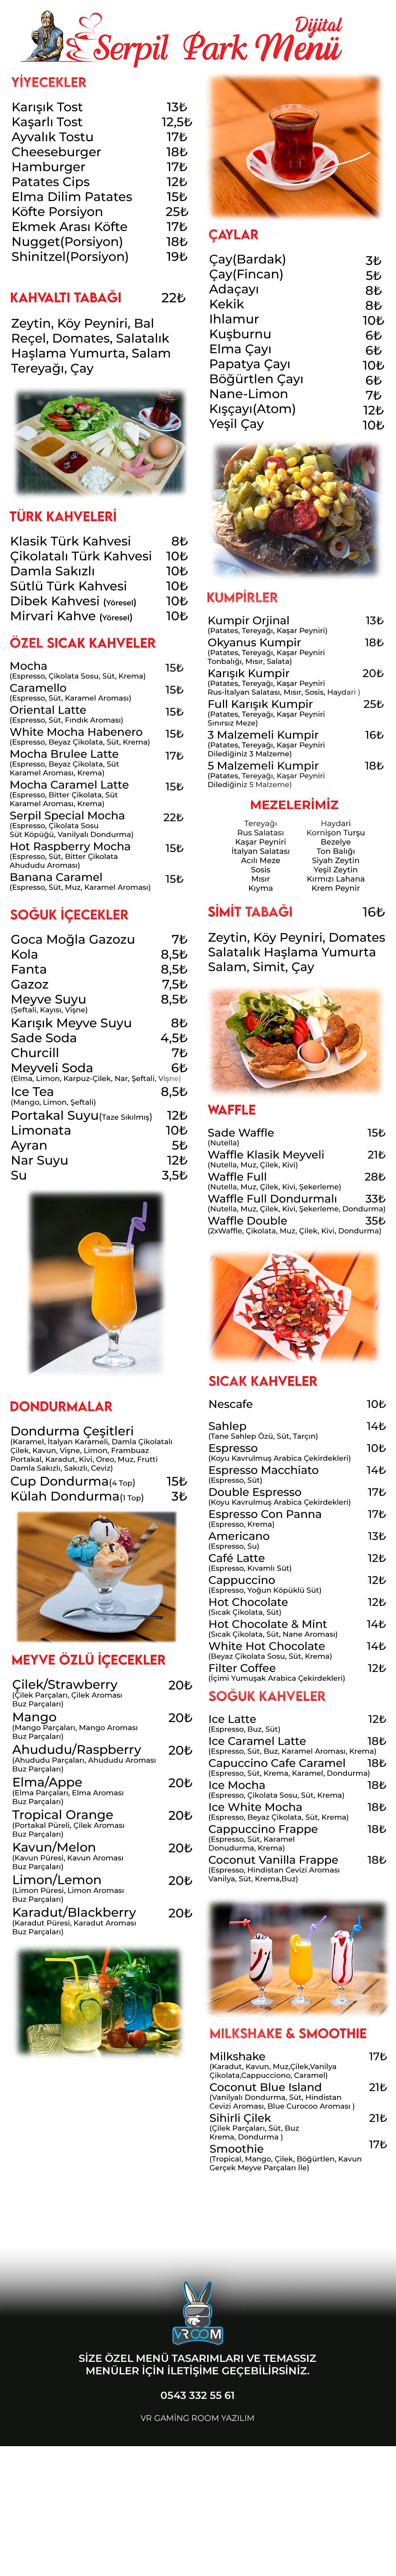 Serpil Park Dijital Menü
YİYECEKLER
Karışık Tost 13₺
Kaşarlı Tost 12,5₺
Ayvalık Tostu 17₺
Cheeseburger 18₺
Hamburger 17₺
Patates Cips 12₺
Elma Dilim Patates 15₺
Köfte Porsiyon 25₺
Ekmek Arası Köfte 17₺
Nugget(Porsiyon) 18₺
Shinitzel(Porsiyon) 19₺
KAHVALTI TABAĞI 22₺
Zeytin, Köy Peyniri, Bal
Reçel, Domates, Salatalık
Haşlama Yumurta, Salam
Tereyağı, Çay
TÜRK KAHVELERİ
Klasik Türk Kahvesi 8₺
Çikolatalı Türk Kahvesi 10₺
Damla Sakızlı 10₺
Sütlü Türk Kahvesi 10₺
Dibek Kahvesi (Yöresel) 10₺
Mirvari Kahve (Yöresel) 10₺
ÖZEL SICAK KAHVELER
Mocha 15₺
(Espresso, Çikolata Sosu, Süt, Krema)
Caramello 15₺
(Espresso, Süt, Karamel Aroması)
Oriental Latte 15₺
(Espresso, Süt, Fındık Aroması)
White Mocha Habenero 15₺
(Espresso, Beyaz Çikolata, Süt, Krema)
Mocha Brulee Latte 17₺
(Espresso, Beyaz Çikolata, Süt
Karamel Aroması, Krema)
Mocha Caramel Latte 15₺
(Espresso, Bitter Çikolata, Süt
Karamel Aroması, Krema)
Serpil Special Mocha 22₺
(Espresso, Çikolata Sosu
Süt Köpüğü, Vanilyalı Dondurma)
Hot Raspberry Mocha 15₺
(Espresso, Süt, Bitter Çikolata
Ahududu Aroması)
Banana Caramel 15₺
(Espresso, Süt, Muz, Karamel Aroması)
SOĞUK İÇECEKLER
Goca Moğla Gazozu 7₺
Kola 8,5₺
Fanta 8,5₺
Gazoz 7,5₺
Meyve Suyu 8,5₺
(Şeftali, Kayısı, Vişne)
Karışık Meyve Suyu 8₺
Sade Soda 4,5₺
Churcill 7₺
Meyveli Soda 6₺
(Elma, Limon, Karpuz-Çilek, Nar, Şeftali, Vişne)
Ice Tea 8,5₺
(Mango, Limon, Şeftali)
Portakal Suyu(Taze Sıkılmış) 12₺
Limonata 10₺
Ayran 5₺
Nar Suyu 12₺
Su 3,5₺
DONDURMALAR
Dondurma Çeşitleri
(Karamel, İtalyan Karameli, Damla Çikolatalı
Çilek, Kavun, Vişne, Limon, Frambuaz
Portakal, Karadut, Kivi, Oreo, Muz, Frutti
Damla Sakızlı, Sakızlı, Ceviz)
Cup Dondurma(4 Top) 15₺
Külah Dondurma(1 Top) 3₺
MEYVE ÖZLÜ İÇECEKLER
Çilek/Strawberry 20₺
(Çilek Parçaları, Çilek Aroması
Buz Parçaları)
Mango 20₺
(Mango Parçaları, Mango Aroması
Buz Parçaları)
Ahududu/Raspberry 20₺
(Ahududu Parçaları, Ahududu Aroması
Buz Parçaları)
Elma/Appe 20₺
(Elma Parçaları, Elma Aroması
Buz Parçaları)
Tropical Orange 20₺
(Portakal Püreli, Çilek Aroması
Buz Parçaları)
Kavun/Melon 20₺
(Kavun Püresi, Kavun Aroması
Buz Parçaları)
Limon/Lemon 20₺
(Limon Püresi, Limon Aroması
Buz Parçaları)
Karadut/Blackberry 20₺
(Karadut Püresi, Karadut Aroması
Buz Parçaları)
ÇAYLAR
Çay(Bardak) 3₺
Çay(Fincan) 5₺
Adaçayı 8₺
Kekik 8₺
Ihlamur 10₺
Kuşburnu 6₺
Elma Çayı 6₺
Papatya Çayı 10₺
Böğürtlen Çayı 6₺
Nane-Limon 7₺
Kışçayı(Atom) 12₺
Yeşil Çay 10₺
KUMPİRLER
Kumpir Orjinal 13₺
(Patates, Tereyağı, Kaşar Peyniri)
Okyanus Kumpir 18₺
(Patates, Tereyağı, Kaşar Peyniri
Tonbalığı, Mısır, Salata)
Karışık Kumpir 20₺
(Patates, Tereyağı, Kaşar Peyniri
Rus-İtalyan Salatası, Mısır, Sosis, Haydari )
Full Karışık Kumpir 25₺
(Patates, Tereyağı, Kaşar Peyniri
Sınırsız Meze)
3 Malzemeli Kumpir 16₺
(Patates, Tereyağı, Kaşar Peyniri
Dilediğiniz 3 Malzeme)
5 Malzemeli Kumpir 18₺
(Patates, Tereyağı, Kaşar Peyniri
Dilediğiniz 5 Malzeme)
MEZELERİMİZ
Tereyağı Haydari
Rus Salatası Kornişon Turşu
Kaşar Peyniri Bezelye
İtalyan Salatası Ton Balığı
Acılı Meze Siyah Zeytin
Sosis Yeşil Zeytin
Mısır Kırmızı Lahana
Kıyma Krem Peynir
SİMİT TABAĞI 16₺
Zeytin, Köy Peyniri, Domates
Salatalık Haşlama Yumurta
Salam, Simit, Çay
WAFFLE
Sade Waffle 15₺
(Nutella)
Waffle Klasik Meyveli 21₺
(Nutella, Muz, Çilek, Kivi)
Waffle Full 28₺
(Nutella, Muz, Çilek, Kivi, Şekerleme)
Waffle Full Dondurmalı 33₺
(Nutella, Muz, Çilek, Kivi, Şekerleme, Dondurma)
Waffle Double 35₺
(2xWaffle, Çikolata, Muz, Çilek, Kivi, Dondurma)
SICAK KAHVELER
Nescafe 10₺
Sahlep 14₺
(Tane Sahlep Özü, Süt, Tarçın)
Espresso 10₺
(Koyu Kavrulmuş Arabica Çekirdekleri)
Espresso Macchiato 14₺
(Espresso, Süt)
Double Espresso 17₺
(Koyu Kavrulmuş Arabica Çekirdekleri)
Espresso Con Panna 17₺
(Espresso, Krema)
Americano 13₺
(Espresso, Su)
Café Latte 12₺
(Espresso, Kıvamlı Süt)
Cappuccino 12₺
(Espresso, Yoğun Köpüklü Süt)
Hot Chocolate 12₺
(Sıcak Çikolata, Süt)
Hot Chocolate & Mint 14₺
(Sıcak Çikolata, Süt, Nane Aroması)
White Hot Chocolate 14₺
(Beyaz Çikolata Sosu, Süt, Krema)
Filter Coffee 12₺
(İçimi Yumuşak Arabica Çekirdekleri)
SOĞUK KAHVELER
Ice Latte 12₺
(Espresso, Buz, Süt)
Ice Caramel Latte 18₺
(Espresso, Süt, Buz, Karamel Aroması, Krema)
Capuccino Cafe Caramel 18₺
(Espresso, Süt, Krema, Karamel, Dondurma)
Ice Mocha 18₺
(Espresso, Çikolata Sosu, Süt, Krema)
Ice White Mocha 18₺
(Espresso, Beyaz Çikolata, Süt, Krema)
Cappuccino Frappe 18₺
(Espresso, Süt, Karamel
Donudurma, Krema)
Coconut Vanilla Frappe 18₺
(Espresso, Hindistan Cevizi Aroması
Vanilya, Süt, Krema,Buz)
MILKSHAKE & SMOOTHIE
Milkshake 17₺
(Karadut, Kavun, Muz,Çilek,Vanilya
Çikolata,Cappucciono, Caramel)
Coconut Blue Island 21₺
(Vanilyalı Dondurma, Süt, Hindistan
Cevizi Aroması, Blue Curocoo Aroması )
Sihirli Çilek 21₺
(Çilek Parçaları, Süt, Buz
Krema, Dondurma )
Smoothie 17₺
(Tropical, Mango, Çilek, Böğürtlen, Kavun
Gerçek Meyve Parçaları İle)
VROOM
SİZE ÖZEL MENÜ TASARIMLARI VE TEMASSIZ
MENÜLER İÇİN İLETİŞİME GEÇEBİLİRSİNİZ.
0543 332 55 61
VR GAMİNG ROOM YAZILIM